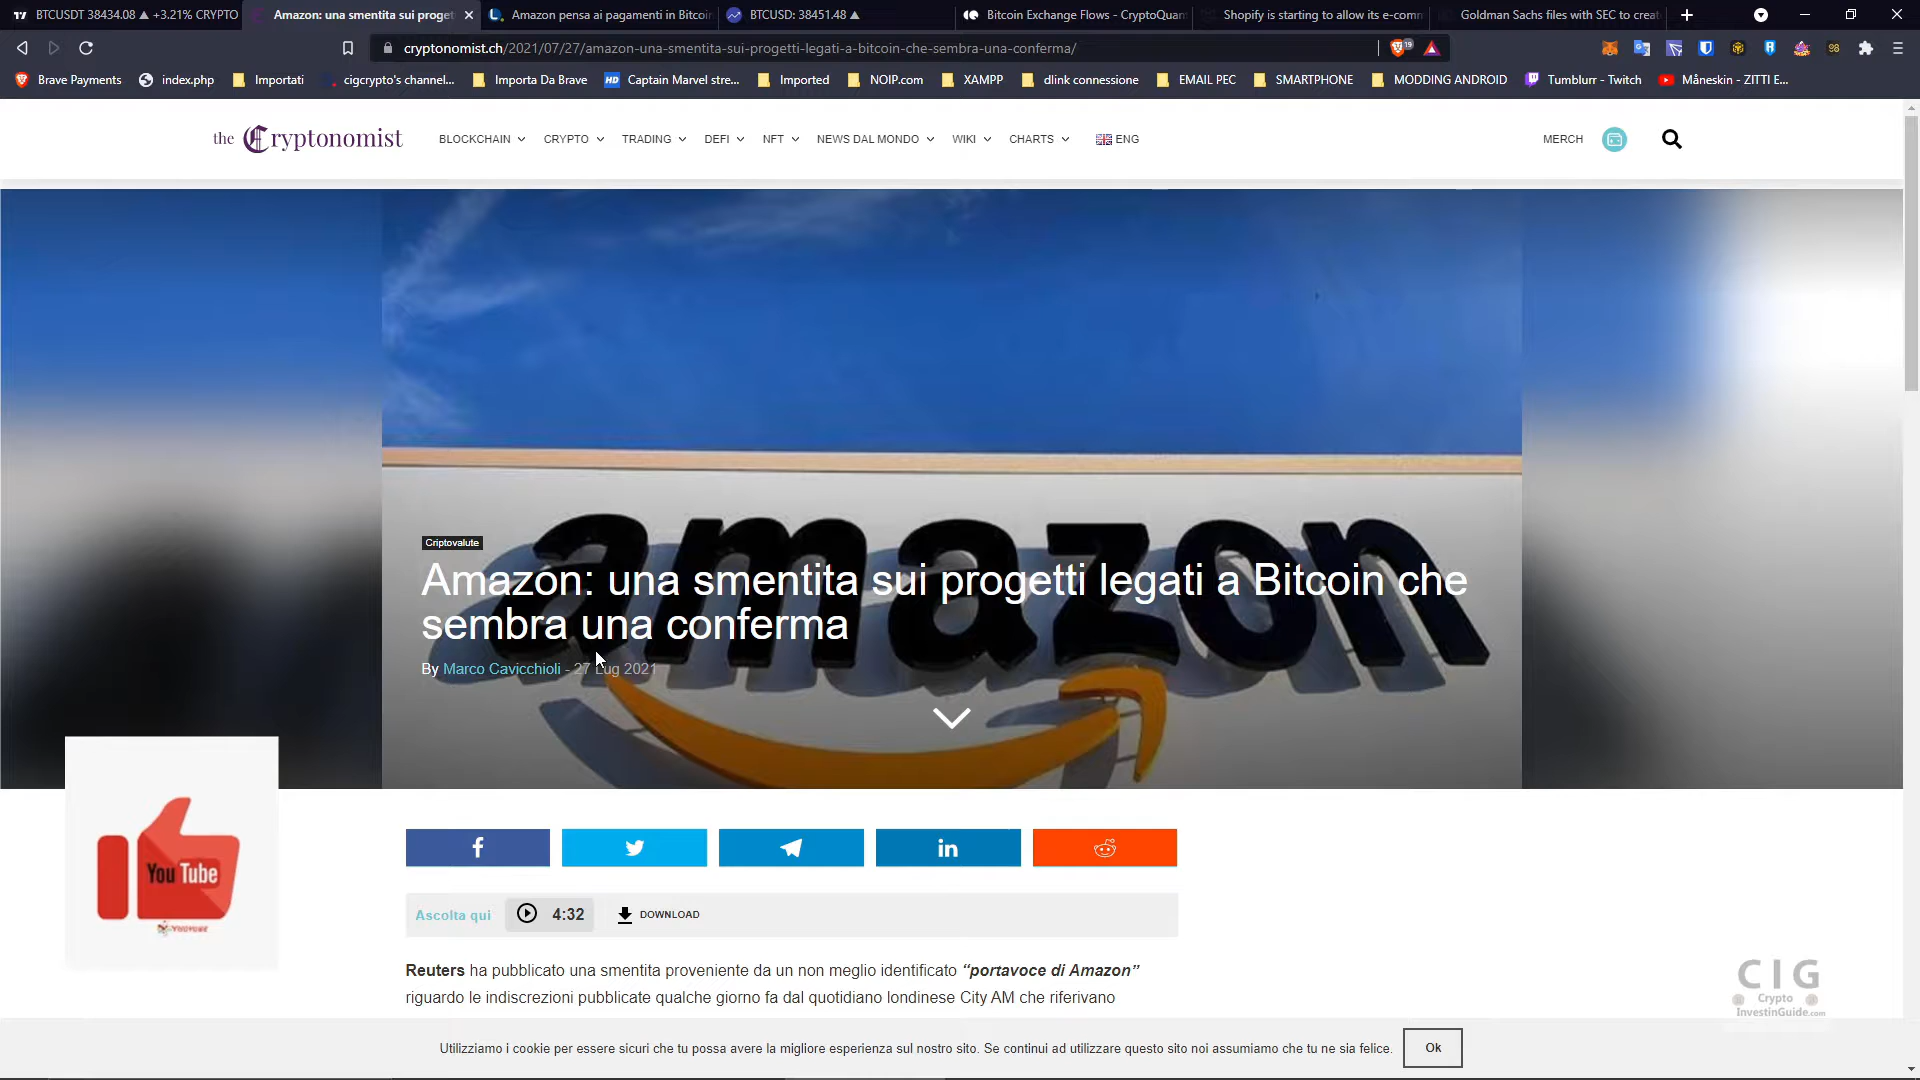 BTCUSDT 38434.08 ▲ +3.21% CRYPTO
Amazon: una smentita sui proget
Amazon pensa ai pagamenti in Bitcoin
BTCUSD: 38451.48 ▲
Bitcoin Exchange Flows - CryptoQuan
Shopify is starting to allow its e-comm
Goldman Sachs files with SEC to creat
cryptonomist.ch/2021/07/27/amazon-una-smentita-sui-progetti-legati-a-bitcoin-che-sembra-una-conferma/
19
98
Brave Payments
index.php
Importati
cigcrypto's channel...
Importa Da Brave
HD
Captain Marvel stre...
Imported
NOIP.com
XAMPP
dlink connessione
EMAIL PEC
SMARTPHONE
MODDING ANDROID
Tumblurr - Twitch
Måneskin - ZITTI E...
the Cryptonomist
BLOCKCHAIN
CRYPTO
TRADING
DEFI
NFT
NEWS DAL MONDO
WIKI
CHARTS
ENG
MERCH
amazon
Criptovalute
Amazon: una smentita sui progetti legati a Bitcoin che
sembra una conferma
By Marco Cavicchioli - 27 Lug 2021
You Tube
Ascolta qui
4:32
DOWNLOAD
Reuters ha pubblicato una smentita proveniente da un non meglio identificato “portavoce di Amazon”
riguardo le indiscrezioni pubblicate qualche giorno fa dal quotidiano londinese City AM che riferivano
CIG
Crypto
InvestinGuide.com
Utilizziamo i cookie per essere sicuri che tu possa avere la migliore esperienza sul nostro sito. Se continui ad utilizzare questo sito noi assumiamo che tu ne sia felice.
Ok